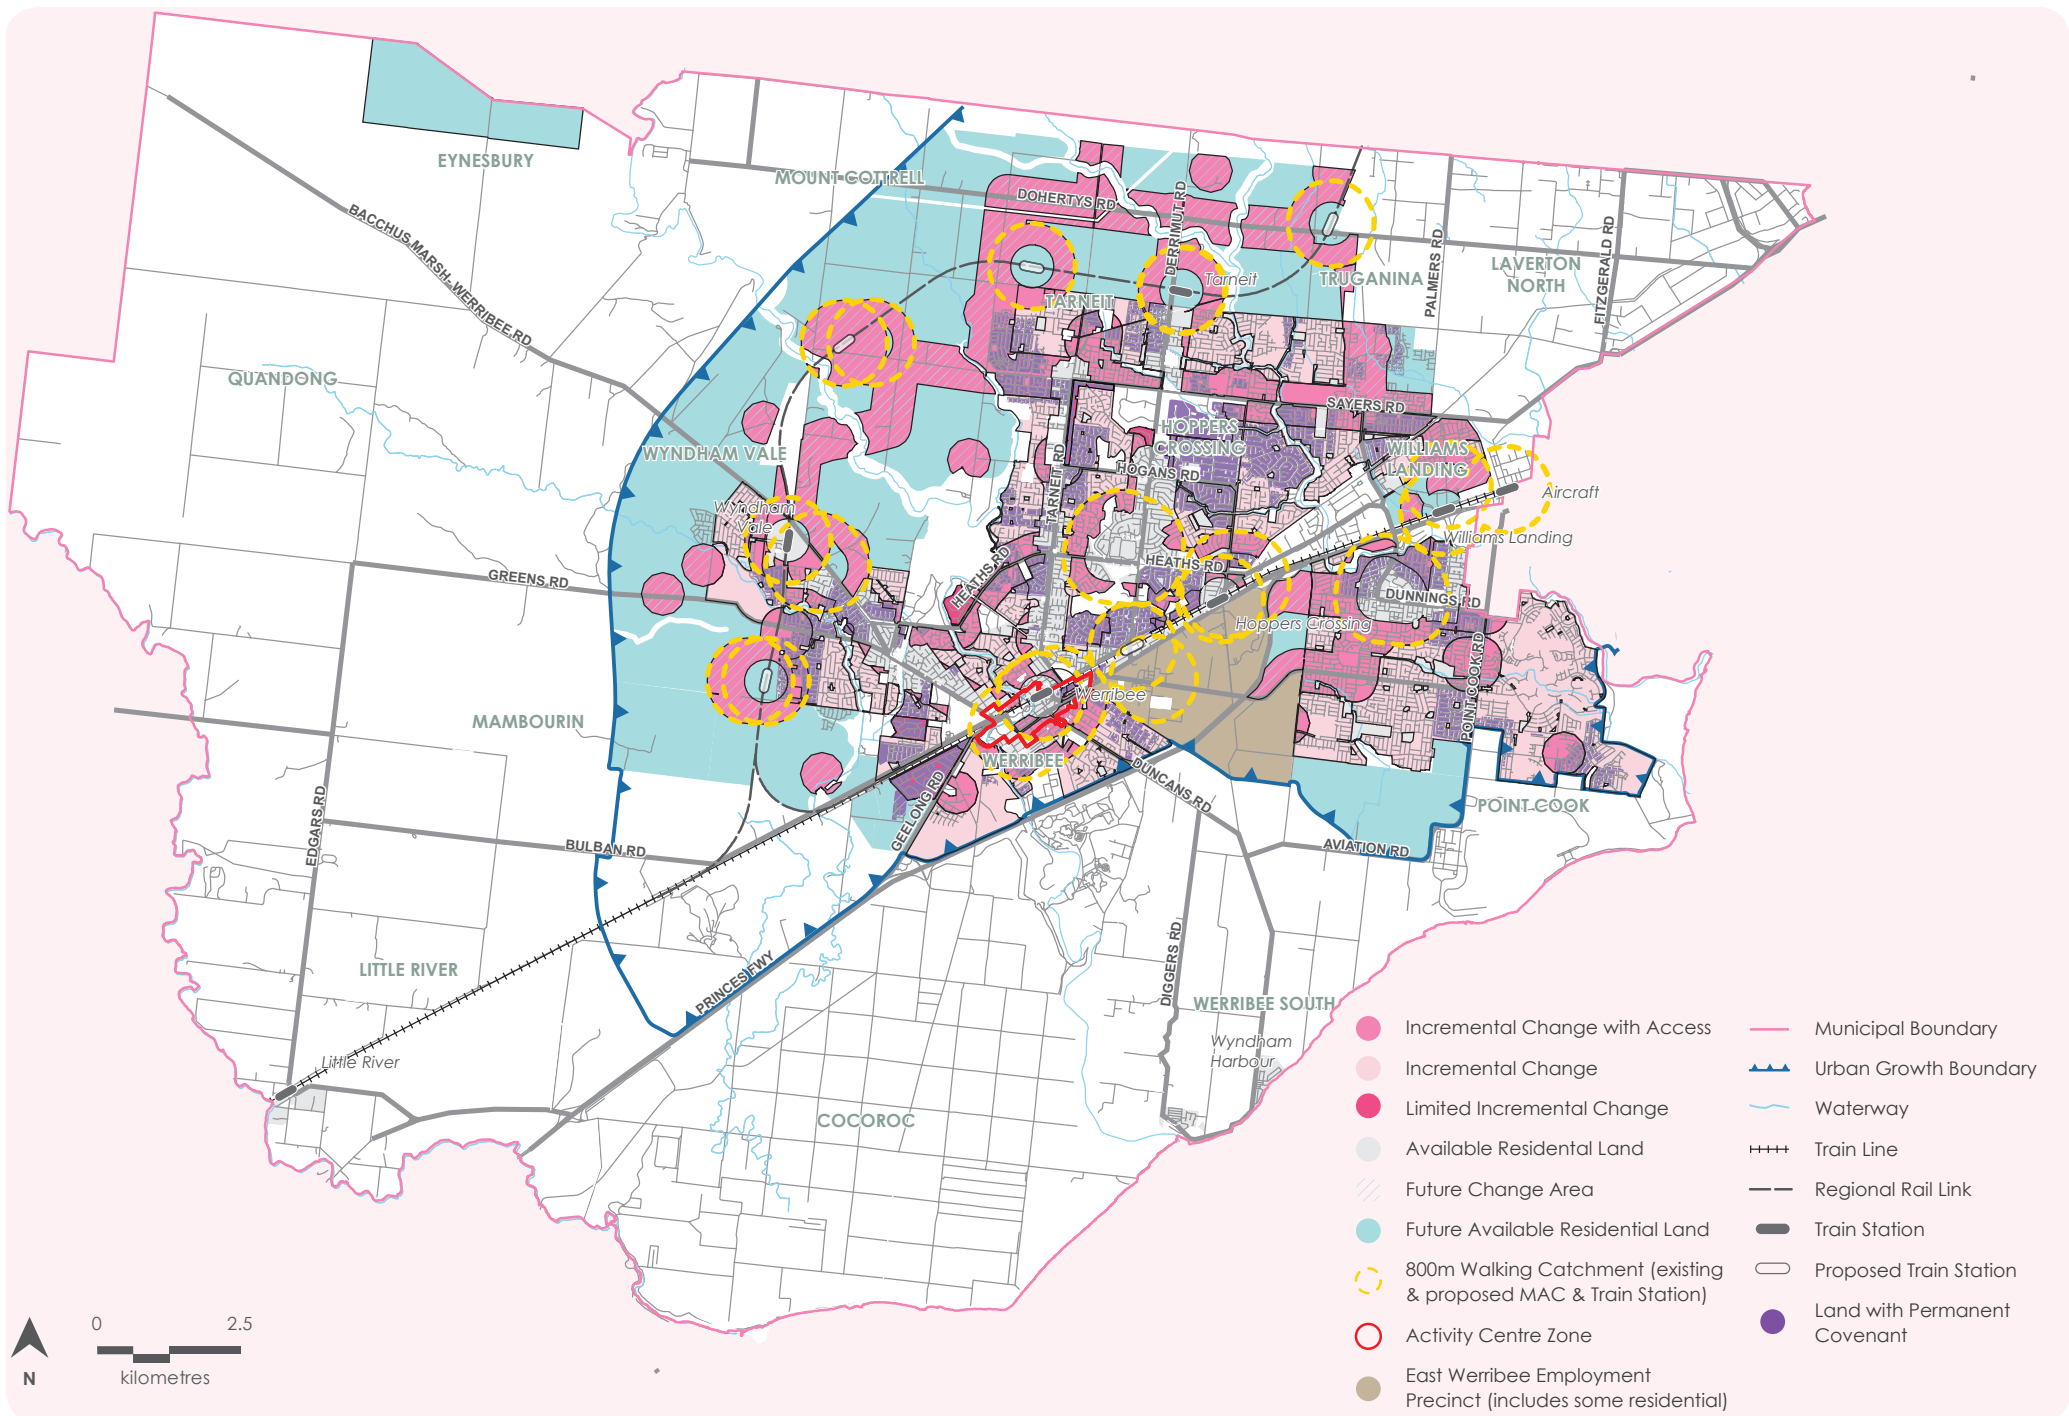 EYNESBURY
MOUNT COTTRELL
DOHERTYS RD
DERRIMUT RD
BACCHUS MARSH- WERRIBEE RD
PALMERS RD
FITZGERALD RD
LAVERTON
NORTH
TRUGANINA
Tarneit
TARNEIT
QUANDONG
SAYERS RD
HOPPERS
CROSSING
WILLIAMS
LANDING
WYNDHAM VALE
TARNEIT RD
HOGANS RD
Aircraft
Wyndham
Vale
Williams Landing
GREENS RD
HEATHS RD
HEATHS RD
DUNNINGS RD
Hoppers Crossing
POINT COOK RD
Werribee
MAMBOURIN
WERRIBEE
DUNCANS RD
POINT COOK
EDGARS RD
GEELONG RD
BULBAN RD
AVIATION RD
LITTLE RIVER
PRINCES FWY
DIGGERS RD
WERRIBEE SOUTH
Wyndham
Harbour
Little River
COCOROC
Incremental Change with Access
Incremental Change
Limited Incremental Change
Available Residential Land
Future Change Area
Future Available Residential Land
800m Walking Catchment (existing
& proposed MAC & Train Station)
Activity Centre Zone
East Werribee Employment
Precinct (includes some residential)
Municipal Boundary
Urban Growth Boundary
Waterway
Train Line
Regional Rail Link
Train Station
Proposed Train Station
Land with Permanent
Covenant
0 2.5
kilometres
N